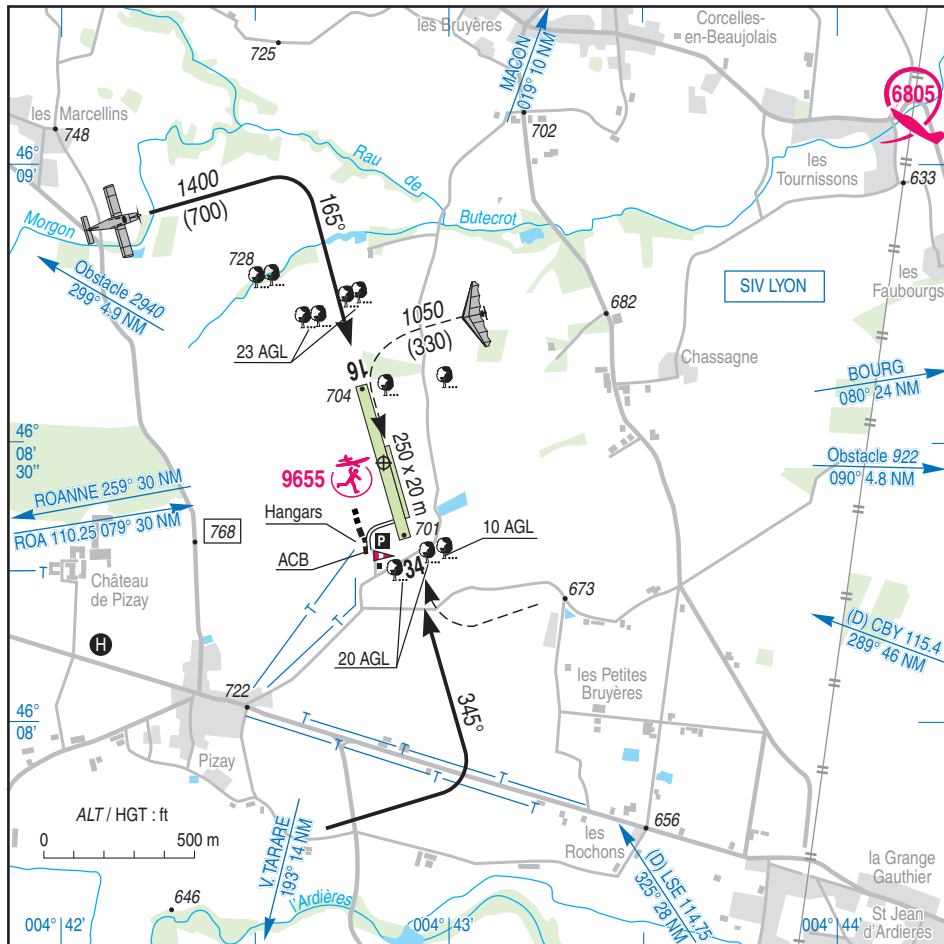 les Bruyères
Corcelles-
en-Beaujolais
725
MACON
019° 10 NM
6805
les Marcellins
748
702
46°
09'
Rau
de
les
Tournissons
633
1400
(700)
165°
Morgon
Butecrot
728
Obstacle 2940
299° 4.9 NM
SIV LYON
les
Faubourgs
1050
(330)
682
23 AGL
Chassagne
16
704
BOURG
080° 24 NM
46°
08'
30''
250 x 20 m
Obstacle 922
090° 4.8 NM
9655
ROANNE 259° 30 NM
ROA 110.25 079° 30 NM
Hangars
768
P
701
10 AGL
ACB
34
T
Château
de Pizay
T
T
673
(D) CBY 115.4
289° 46 NM
H
20 AGL
les Petites
Bruyères
722
345°
46°
08'
T
T
T
T
T
T
Pizay
ALT / HGT : ft
0
500 m
V. TARARE
193° 14 NM
les
Rochons
656
(D) LSE 114.75
325° 28 NM
la Grange
Gauthier
646
l'Ardières
St Jean
d'Ardieres
004° 42'
004° 43'
004° 44'